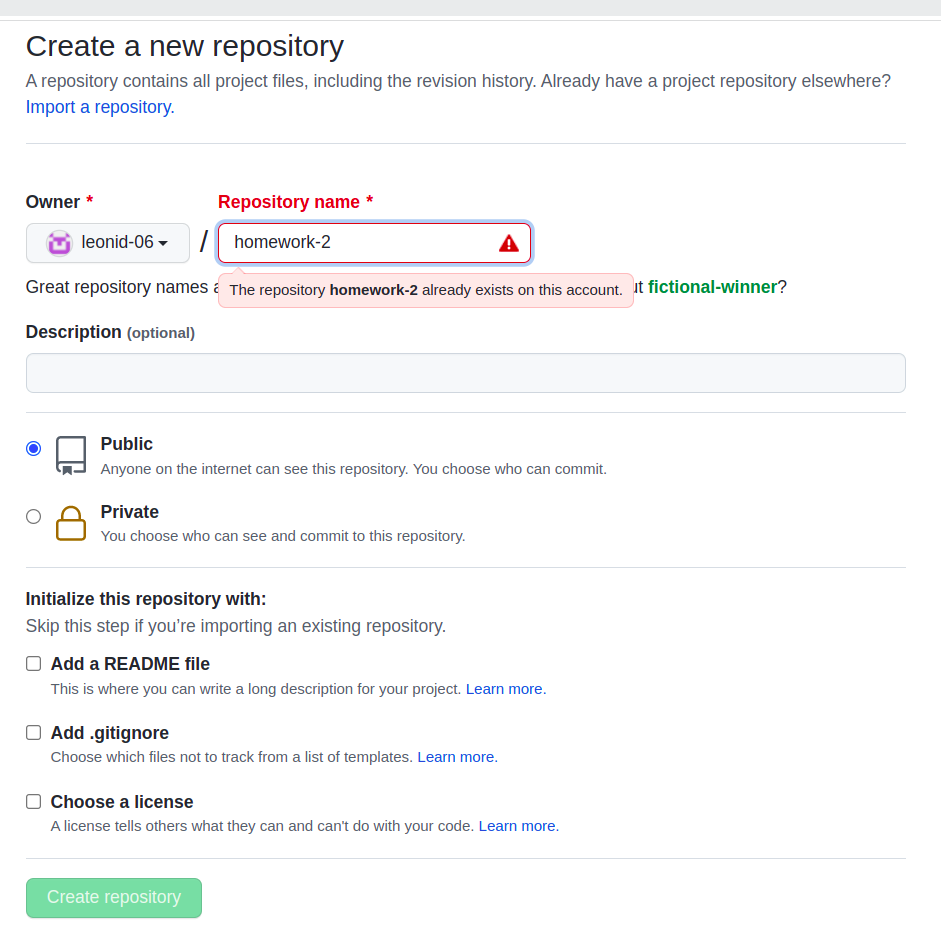 Create a new repository
A repository contains all project files, including the revision history. Already have a project repository elsewhere?
Import a repository.
Owner *
Repository name *
leonid-06 / homework-2
Great repository names
The repository homework-2 already exists on this account.
fictional-winner?
Description (optional)
Public
Anyone on the internet can see this repository. You choose who can commit.
Private
You choose who can see and commit to this repository.
Initialize this repository with:
Skip this step if you’re importing an existing repository.
Add a README file
This is where you can write a long description for your project. Learn more.
Add .gitignore
Choose which files not to track from a list of templates. Learn more.
Choose a license
A license tells others what they can and can't do with your code. Learn more.
Create repository